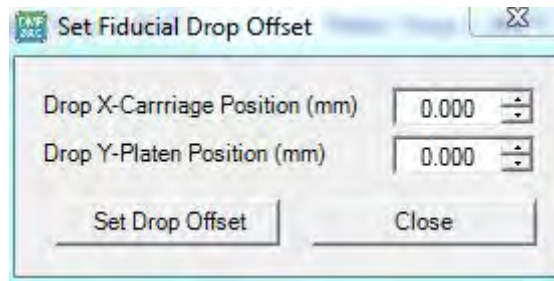 Set Fiducial Drop Offset
Drop X-Carrriage Position (mm) 0.000
Drop Y-Platen Position (mm) 0.000
Set Drop Offset Close